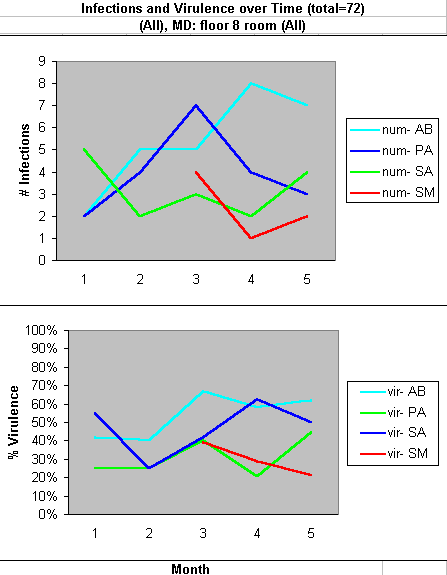 Infections and Virulence over Time (total=72)
(All), MD: floor 8 room (All)
9
8
7
6
5
4
3
2
1
0
# Infections
1 2 3 4 5
num- AB
num- PA
num- SA
num- SM
100%
90%
80%
70%
60%
50%
40%
30%
20%
10%
0%
% Virulence
1 2 3 4 5
vir- AB
vir- PA
vir- SA
vir- SM
Month